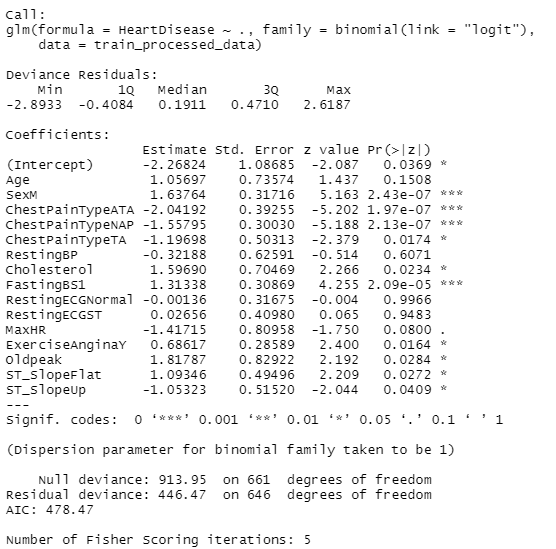 Call:
glm(formula = HeartDisease ~ ., family = binomial(link = "logit"),
    data = train_processed_data)

Deviance Residuals:
    Min       1Q   Median       3Q      Max
-2.8933  -0.4084   0.1911   0.4710   2.6187

Coefficients:
                 Estimate Std. Error z value Pr(>|z|)
(Intercept)      -2.26824    1.08685  -2.087   0.0369 *
Age               1.05697    0.73574   1.437   0.1508
SexM              1.63764    0.31716   5.163 2.43e-07 ***
ChestPainTypeATA -2.04192    0.39255  -5.202 1.97e-07 ***
ChestPainTypeNAP -1.55795    0.30030  -5.188 2.13e-07 ***
ChestPainTypeTA  -1.19698    0.50313  -2.379   0.0174 *
RestingBP        -0.32188    0.62591  -0.514   0.6071
Cholesterol       1.59690    0.70469   2.266   0.0234 *
FastingBS1        1.31338    0.30869   4.255 2.09e-05 ***
RestingECGNormal -0.00136    0.31675  -0.004   0.9966
RestingECGST      0.02656    0.40980   0.065   0.9483
MaxHR            -1.41715    0.80958  -1.750   0.0800 .
ExerciseAnginaY   0.68617    0.28589   2.400   0.0164 *
Oldpeak           1.81787    0.82922   2.192   0.0284 *
ST_SlopeFlat      1.09346    0.49496   2.209   0.0272 *
ST_SlopeUp       -1.05323    0.51520  -2.044   0.0409 *
---
Signif. codes:  0 ‘***’ 0.001 ‘**’ 0.01 ‘*’ 0.05 ‘.’ 0.1 ‘ ’ 1

(Dispersion parameter for binomial family taken to be 1)

    Null deviance: 913.95  on 661  degrees of freedom
Residual deviance: 446.47  on 646  degrees of freedom
AIC: 478.47

Number of Fisher Scoring iterations: 5